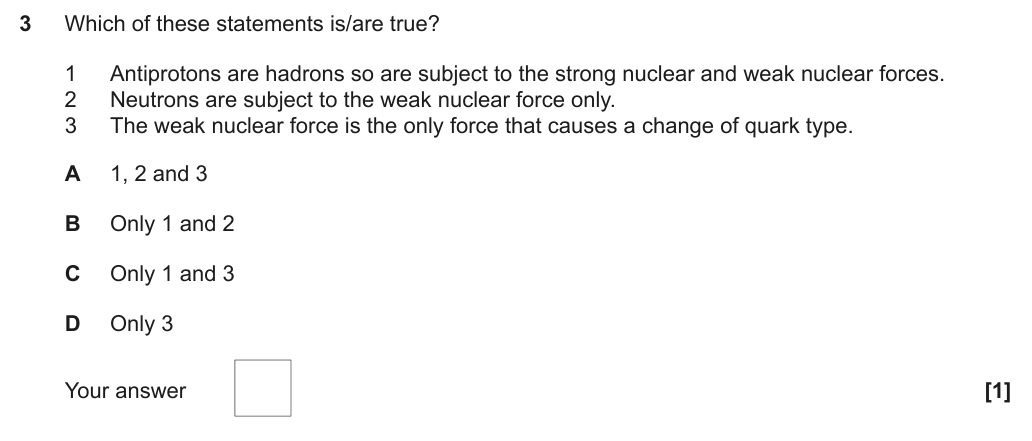 3 Which of these statements is/are true?
1 Antiprotons are hadrons so are subject to the strong nuclear and weak nuclear forces.
2 Neutrons are subject to the weak nuclear force only.
3 The weak nuclear force is the only force that causes a change of quark type.
A 1, 2 and 3
B Only 1 and 2
C Only 1 and 3
D Only 3
Your answer [1]